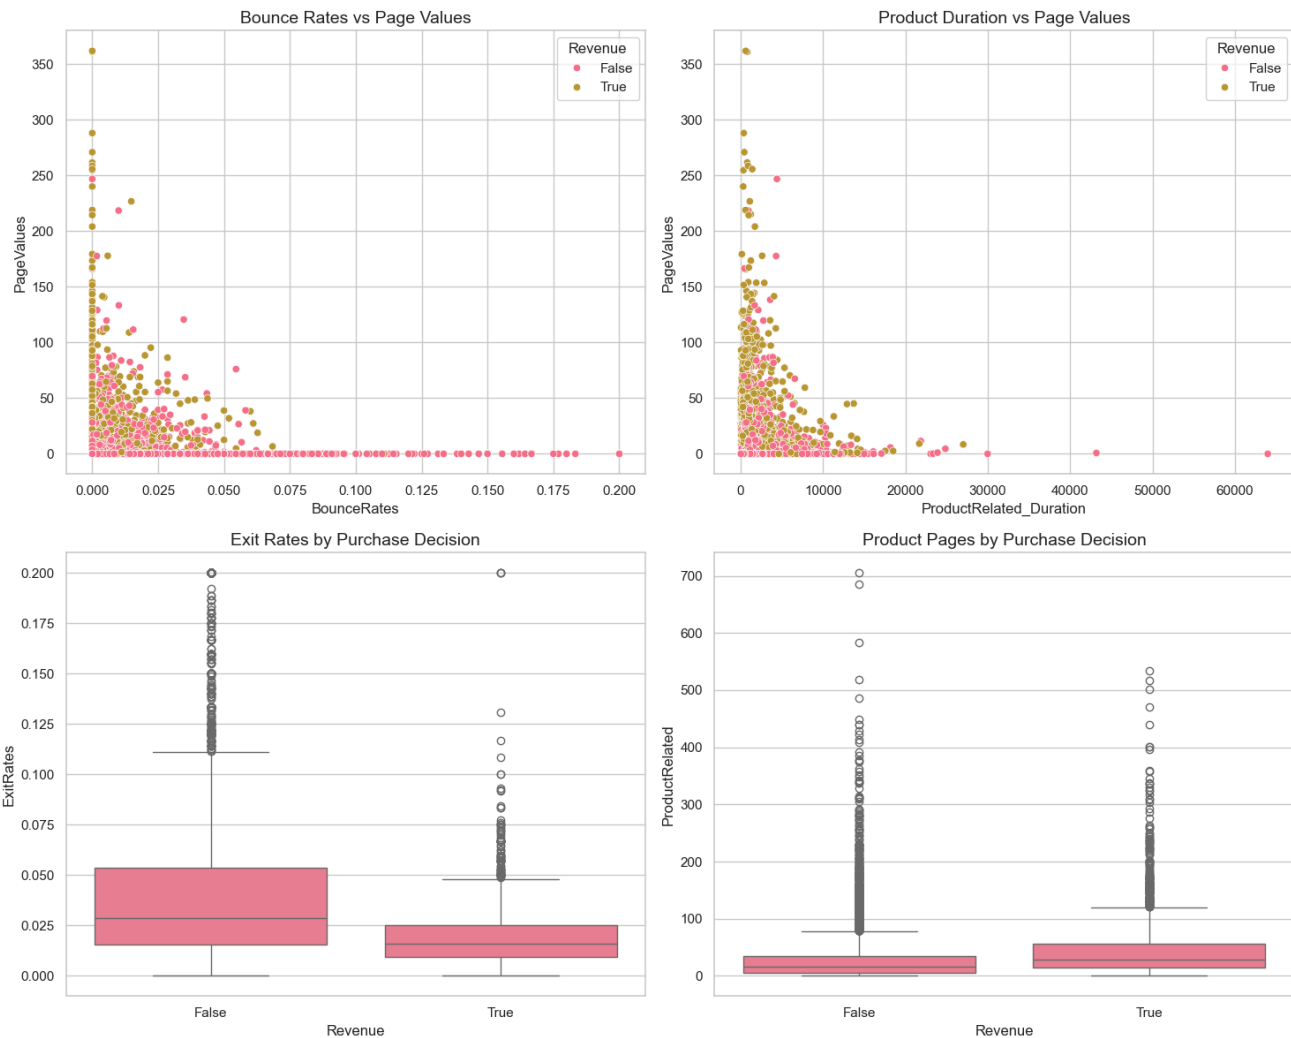 Bounce Rates vs Page Values
PageValues
350
300
250
200
150
100
50
0
Revenue
False
True
0.000 0.025 0.050 0.075 0.100 0.125 0.150 0.175 0.200
BounceRates
Product Duration vs Page Values
PageValues
350
300
250
200
150
100
50
0
Revenue
False
True
0 10000 20000 30000 40000 50000 60000
ProductRelated_Duration
Exit Rates by Purchase Decision
ExitRates
0.200
0.175
0.150
0.125
0.100
0.075
0.050
0.025
0.000
False True
Revenue
Product Pages by Purchase Decision
ProductRelated
700
600
500
400
300
200
100
0
False True
Revenue